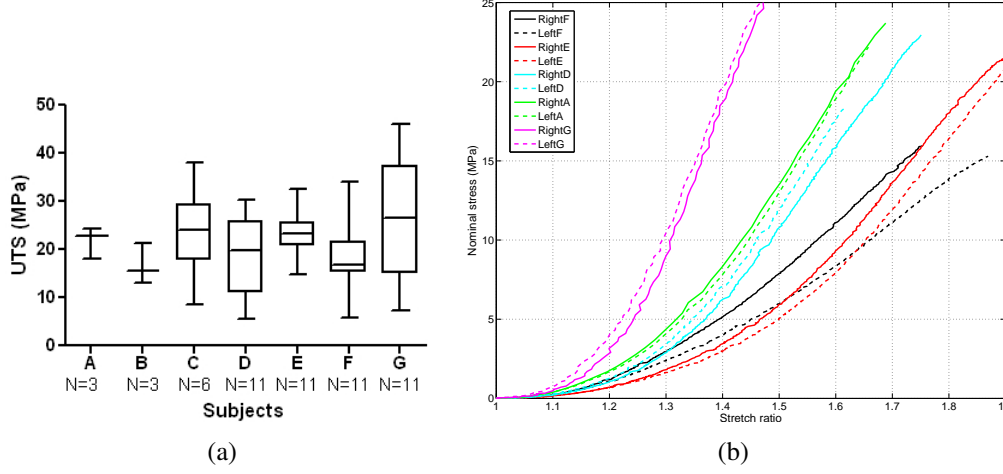 UTS (MPa)
50
40
30
20
10
0
A B C D E F G
N=3 N=3 N=6 N=11 N=11 N=11 N=11
Subjects
(a)
Nominal stress (MPa)
25
20
15
10
5
0
RightF
LeftF
RightE
LeftE
RightD
LeftD
RightA
LeftA
RightG
LeftG
1 1.1 1.2 1.3 1.4 1.5 1.6 1.7 1.8
Stretch ratio
(b)